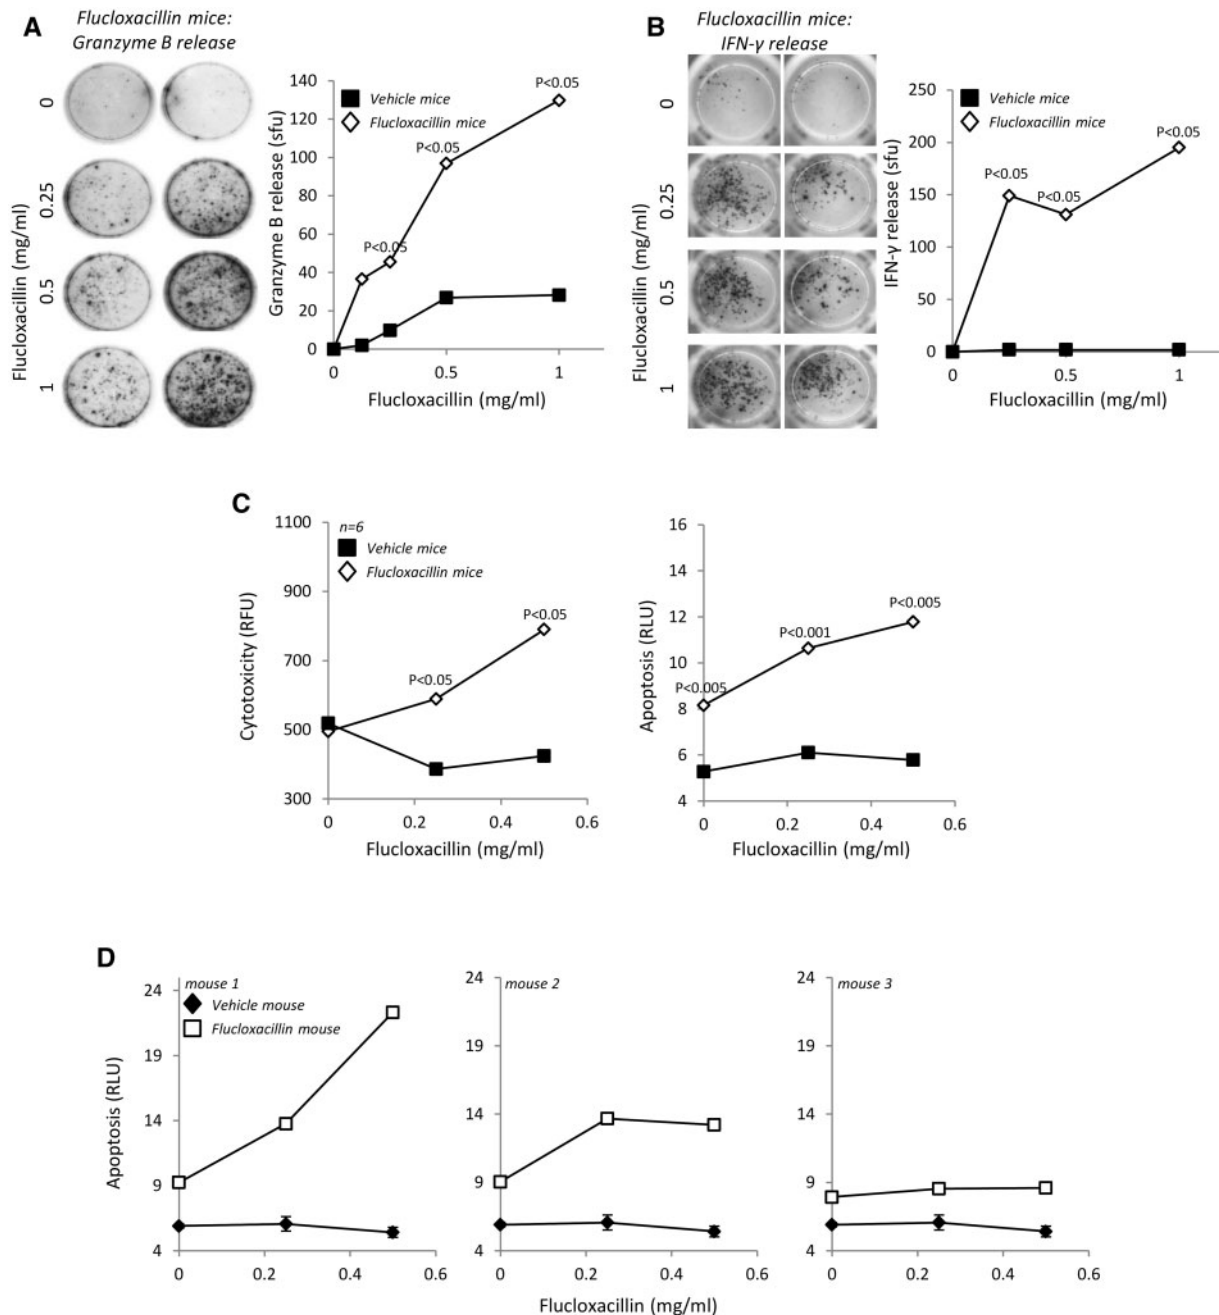 A
Flucloxacillin mice:
Granzyme B release
Flucloxacillin (mg/ml)
0
0.25
0.5
1
Granzyme B release (sfu)
140
120
100
80
60
40
20
0
Vehicle mice
Flucloxacillin mice
P<0.05
P<0.05
P<0.05
0
0.5
1
Flucloxacillin (mg/ml)
B
Flucloxacillin mice:
IFN-γ release
Flucloxacillin (mg/ml)
0
0.25
0.5
1
IFN-γ release (sfu)
250
200
150
100
50
0
Vehicle mice
Flucloxacillin mice
P<0.05
P<0.05
P<0.05
0
0.5
1
Flucloxacillin (mg/ml)
C
Cytotoxicity (RFU)
1100
900
700
500
300
n=6
Vehicle mice
Flucloxacillin mice
P<0.05
P<0.05
0
0.2
0.4
0.6
Flucloxacillin (mg/ml)
Apoptosis (RLU)
16
14
12
10
8
6
4
P<0.005
P<0.001
P<0.005
0
0.2
0.4
0.6
Flucloxacillin (mg/ml)
D
Apoptosis (RLU)
24
19
14
9
4
mouse 1
Vehicle mouse
Flucloxacillin mouse
0
0.2
0.4
0.6
24
19
14
9
4
mouse 2
0
0.2
0.4
0.6
24
19
14
9
4
mouse 3
0
0.2
0.4
0.6
Flucloxacillin (mg/ml)